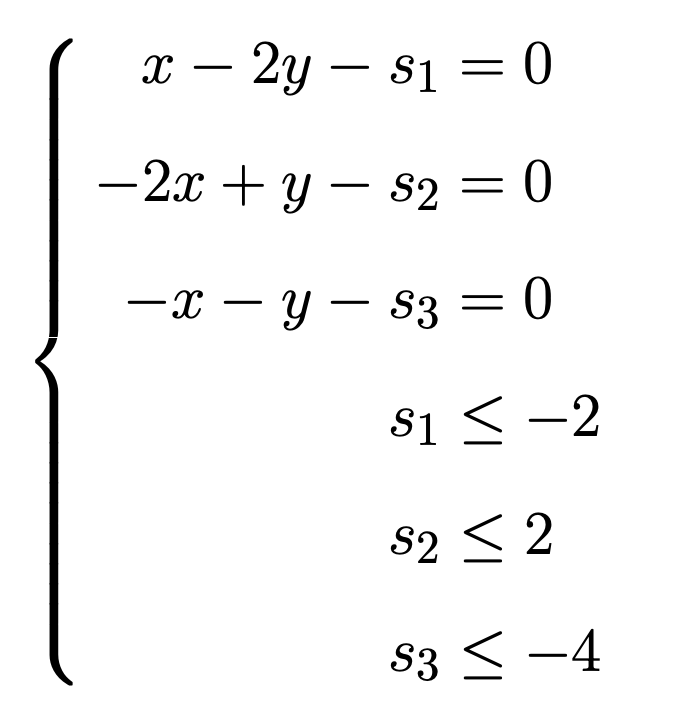 x − 2y − s₁ = 0
−2x + y − s₂ = 0
−x − y − s₃ = 0
s₁ ≤ −2
s₂ ≤ 2
s₃ ≤ −4